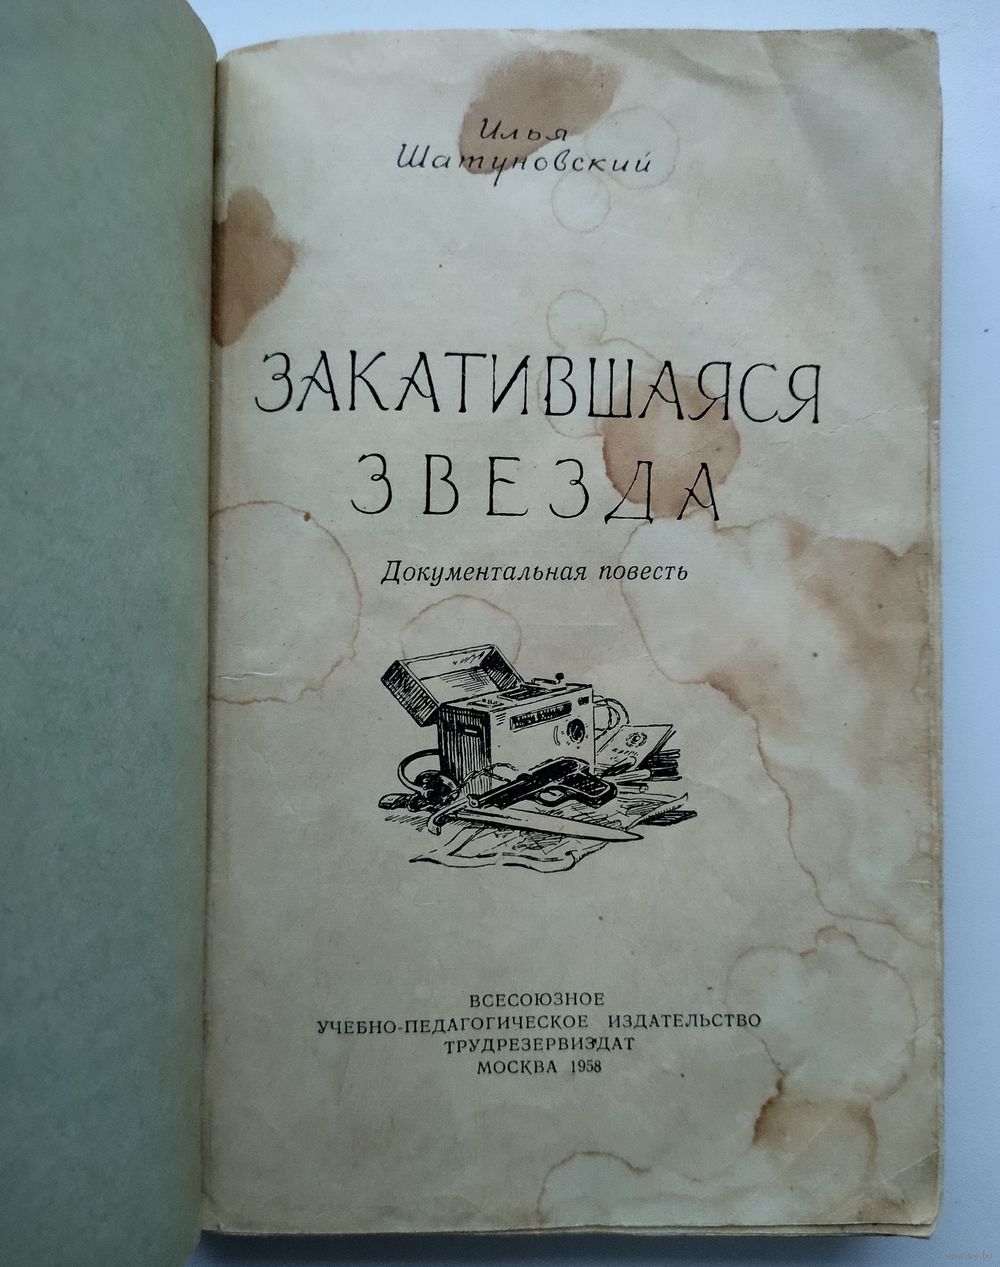 Илья
Шатуновский
ЗАКАТИВШАЯСЯ
ЗВЕЗДА
Документальная повесть
ВСЕСОЮЗНОЕ
УЧЕБНО-ПЕДАГОГИЧЕСКОЕ ИЗДАТЕЛЬСТВО
ТРУДРЕЗЕРВИЗДАТ
МОСКВА 1958